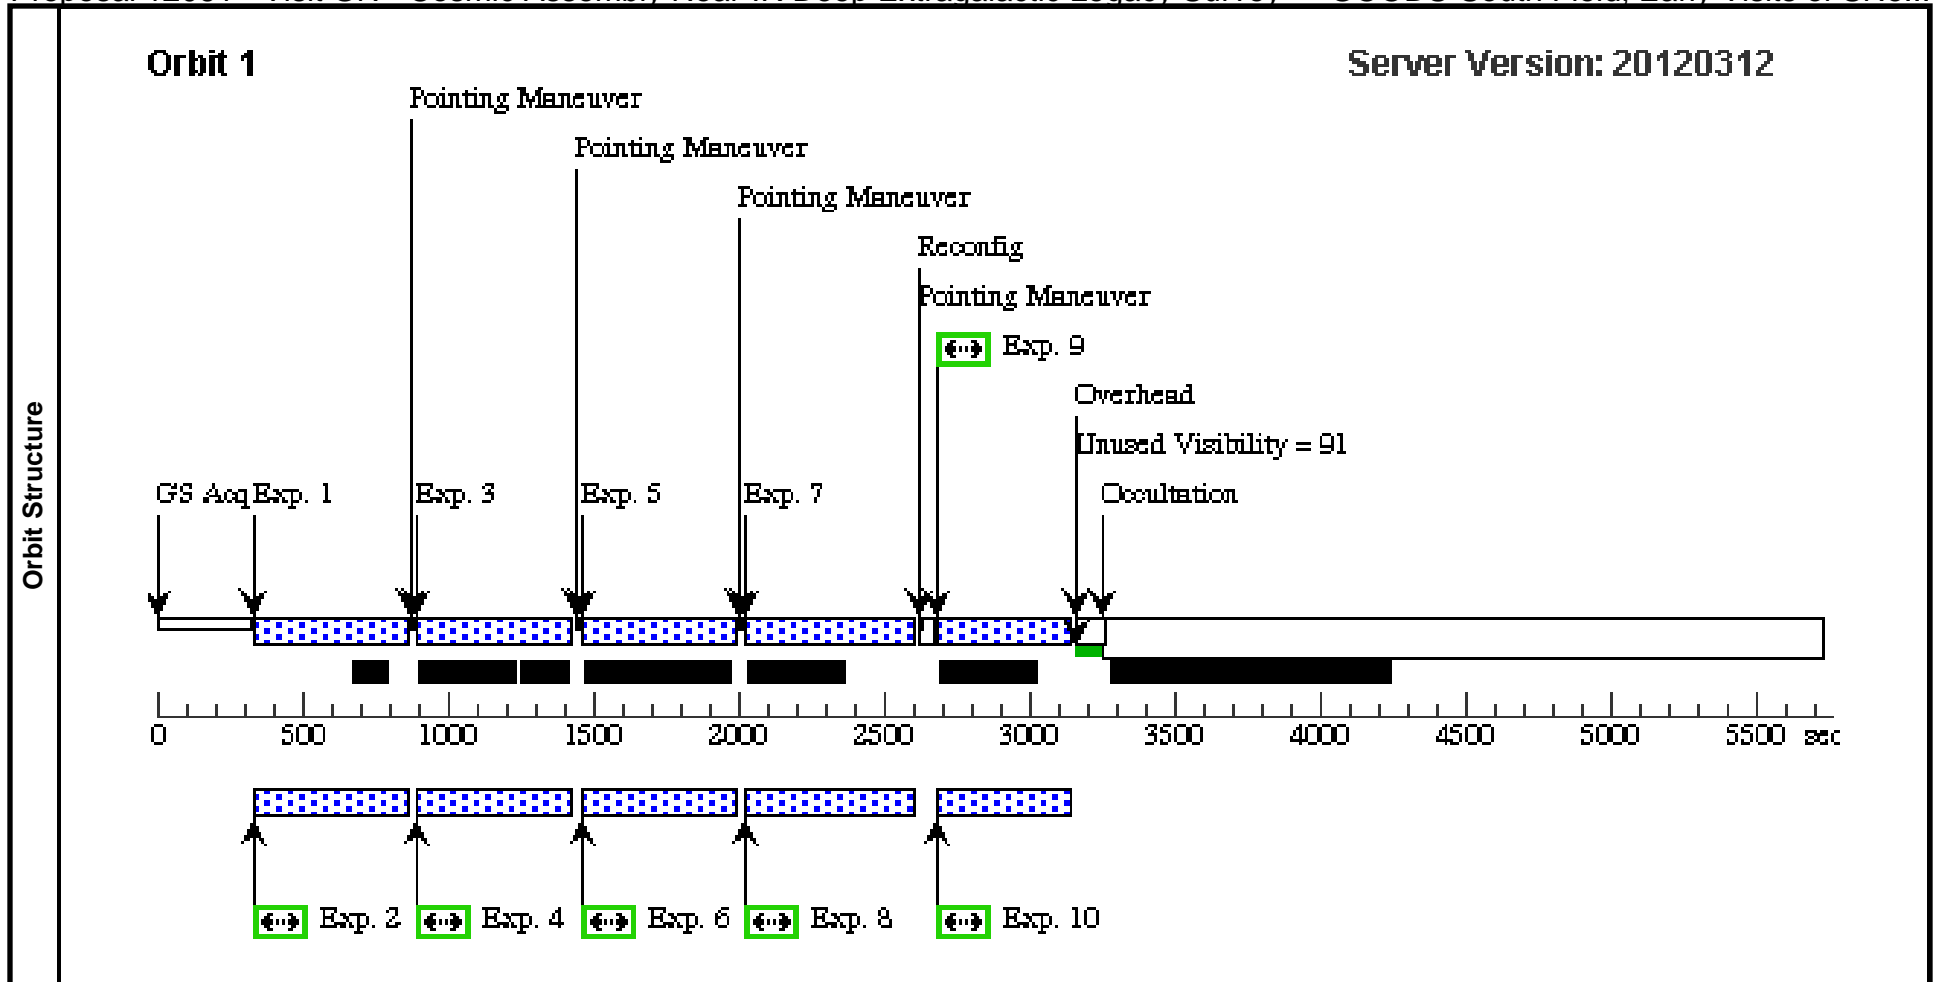 Orbit 1
Server Version: 20120312
Pointing Maneuver
Pointing Maneuver
Pointing Maneuver
Reconfig
Pointing Maneuver
Exp. 9
Overhead
Unused Visibility = 91
GS Acq Exp. 1 Exp. 3 Exp. 5 Exp. 7 Occultation
Orbit Structure
0 500 1000 1500 2000 2500 3000 3500 4000 4500 5000 5500 sec
Exp. 2 Exp. 4 Exp. 6 Exp. 8 Exp. 10